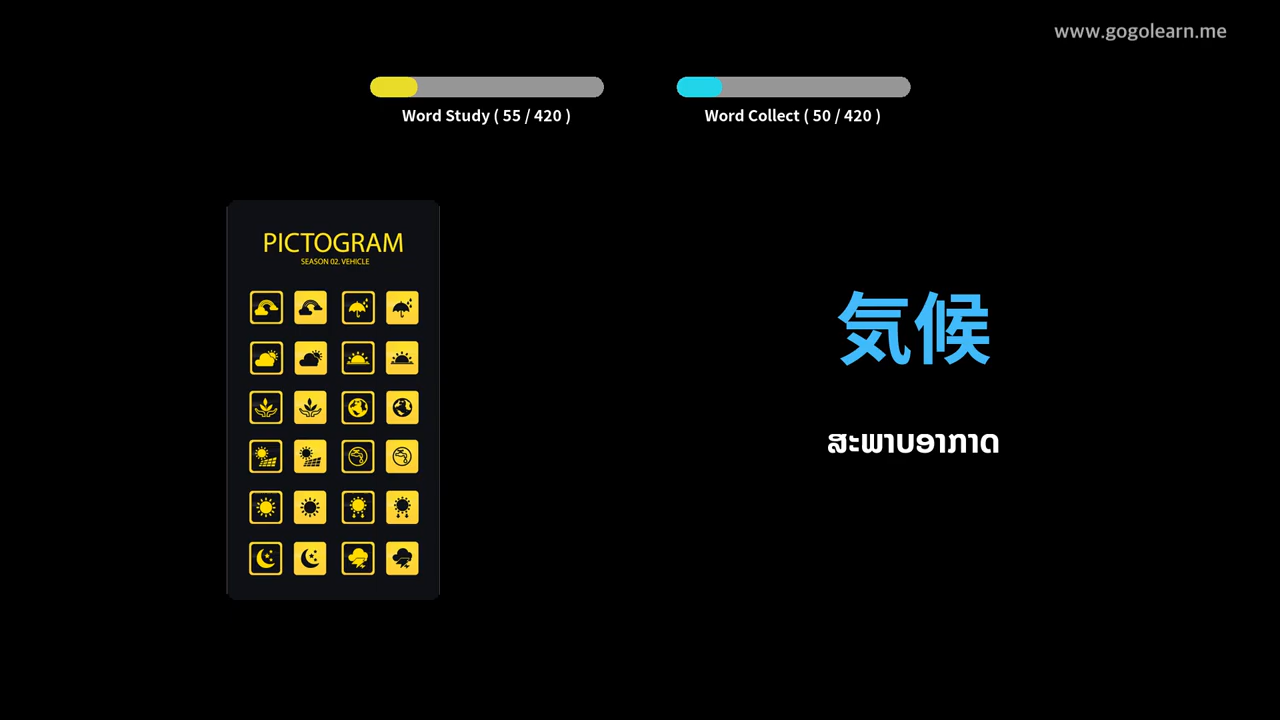 www.gogolearn.me
Word Study ( 55 / 420 )
Word Collect ( 50 / 420 )
PICTOGRAM
SEASON 02. VEHICLE
気候
ສະພາບອາກາດ